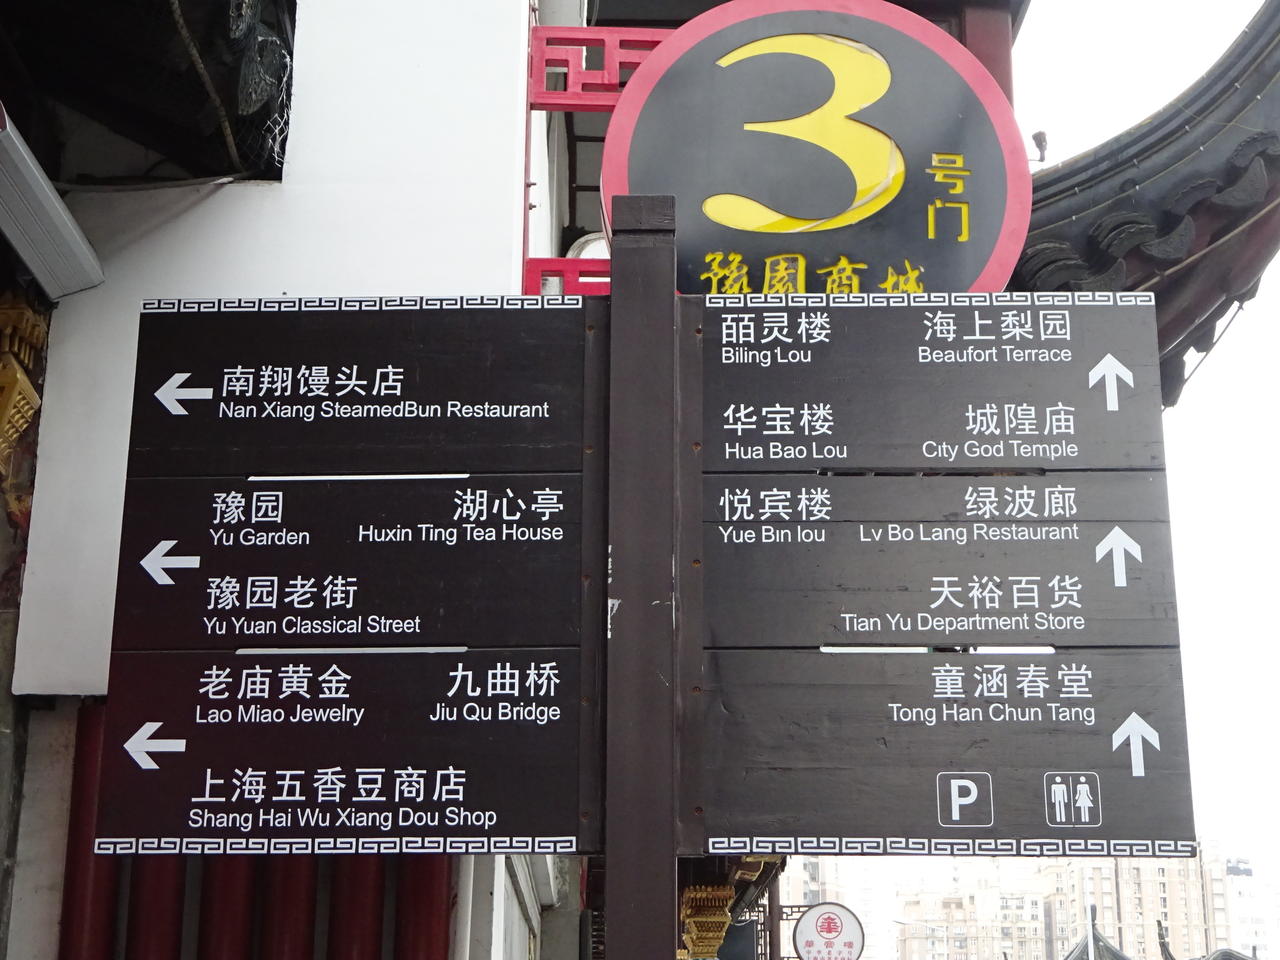 3
号
门
豫园商城
南翔馒头店
Nan Xiang SteamedBun Restaurant
豫园 湖心亭
Yu Garden Huxin Ting Tea House
豫园老街
Yu Yuan Classical Street
老庙黄金 九曲桥
Lao Miao Jewelry Jiu Qu Bridge
上海五香豆商店
Shang Hai Wu Xiang Dou Shop
皕灵楼 海上梨园
Biling Lou Beaufort Terrace
华宝楼 城隍庙
Hua Bao Lou City God Temple
悦宾楼 绿波廊
Yue Bin lou Lv Bo Lang Restaurant
天裕百货
Tian Yu Department Store
童涵春堂
Tong Han Chun Tang
P